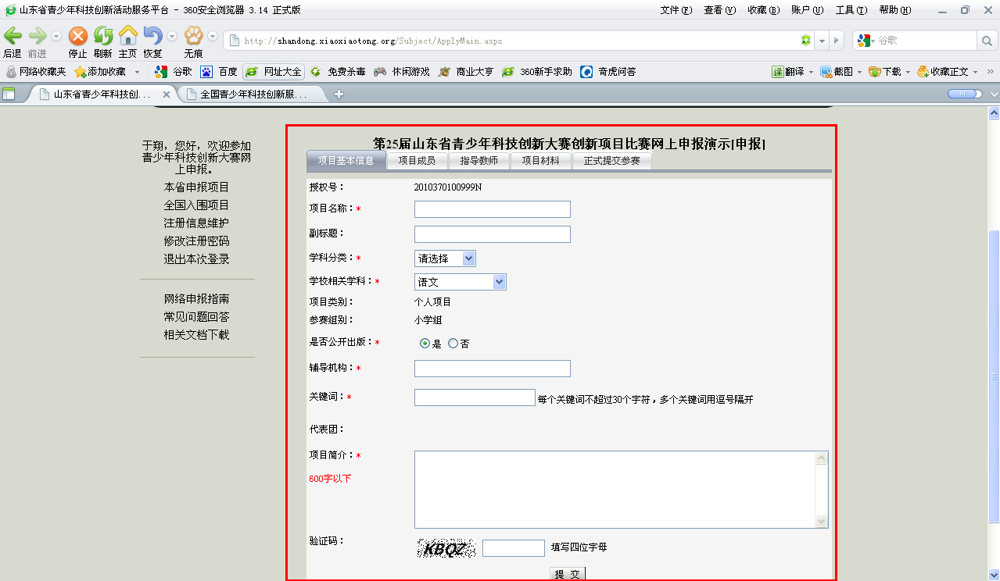 山东省青少年科技创新活动服务平台 - 360安全浏览器 3.14 正式版
文件(F) 查看(V) 收藏(B) 账户(U) 工具(T) 帮助(H)
http://shandong.xiaoxiaotong.org/Subject/ApplyMain.aspx
谷歌
后退 前进 停止 刷新 主页 恢复 无痕
网络收藏夹 添加收藏 谷歌 百度 网址大全 免费杀毒 休闲游戏 商业大亨 360新手求助 奇虎问答 译 翻译 截图 下载 收藏正文 »
山东省青少年科技创... 全国青少年科技创新服...
于翔，您好，欢迎参加
青少年科技创新大赛网
上申报。
本省申报项目
全国入围项目
注册信息维护
修改注册密码
退出本次登录
网络申报指南
常见问题回答
相关文档下载
第25届山东省青少年科技创新大赛创新项目比赛网上申报演示[申报]
项目基本信息 项目成员 指导教师 项目材料 正式提交参赛
授权号： 2010370100999N
项目名称：*
副标题：
学科分类：* 请选择
学校相关学科：* 语文
项目类别： 个人项目
参赛组别： 小学组
是否公开出版：* 是 否
辅导机构：*
关键词：* 每个关键词不超过30个字符，多个关键词用逗号隔开
代表团：
项目简介：*
600字以下
验证码： KBQZ 填写四位字母
提 交